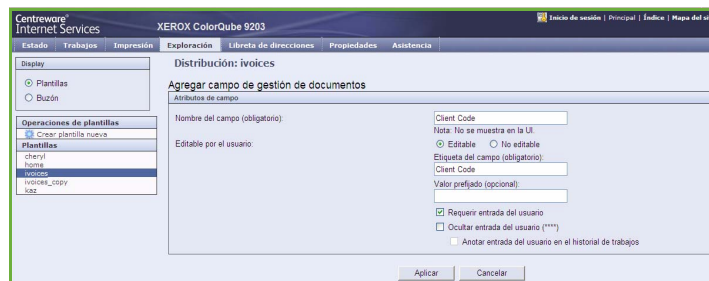 Centreware®
Internet Services
XEROX ColorQube 9203
Inicio de sesión | Principal | Índice | Mapa del si
Estado Trabajos Impresión Exploración Libreta de direcciones Propiedades Asistencia
Display
Plantillas
Buzón
Operaciones de plantillas
Crear plantilla nueva
Plantillas
cheryl
home
ivoices
ivoices_copy
kaz
Distribución: ivoices
Agregar campo de gestión de documentos
Atributos de campo
Nombre del campo (obligatorio):
Client Code
Nota: No se muestra en la UI.
Editable por el usuario:
Editable No editable
Etiqueta del campo (obligatorio):
Client Code
Valor prefijado (opcional):
Requerir entrada del usuario
Ocultar entrada del usuario (****)
Anotar entrada del usuario en el historial de trabajos
Aplicar Cancelar